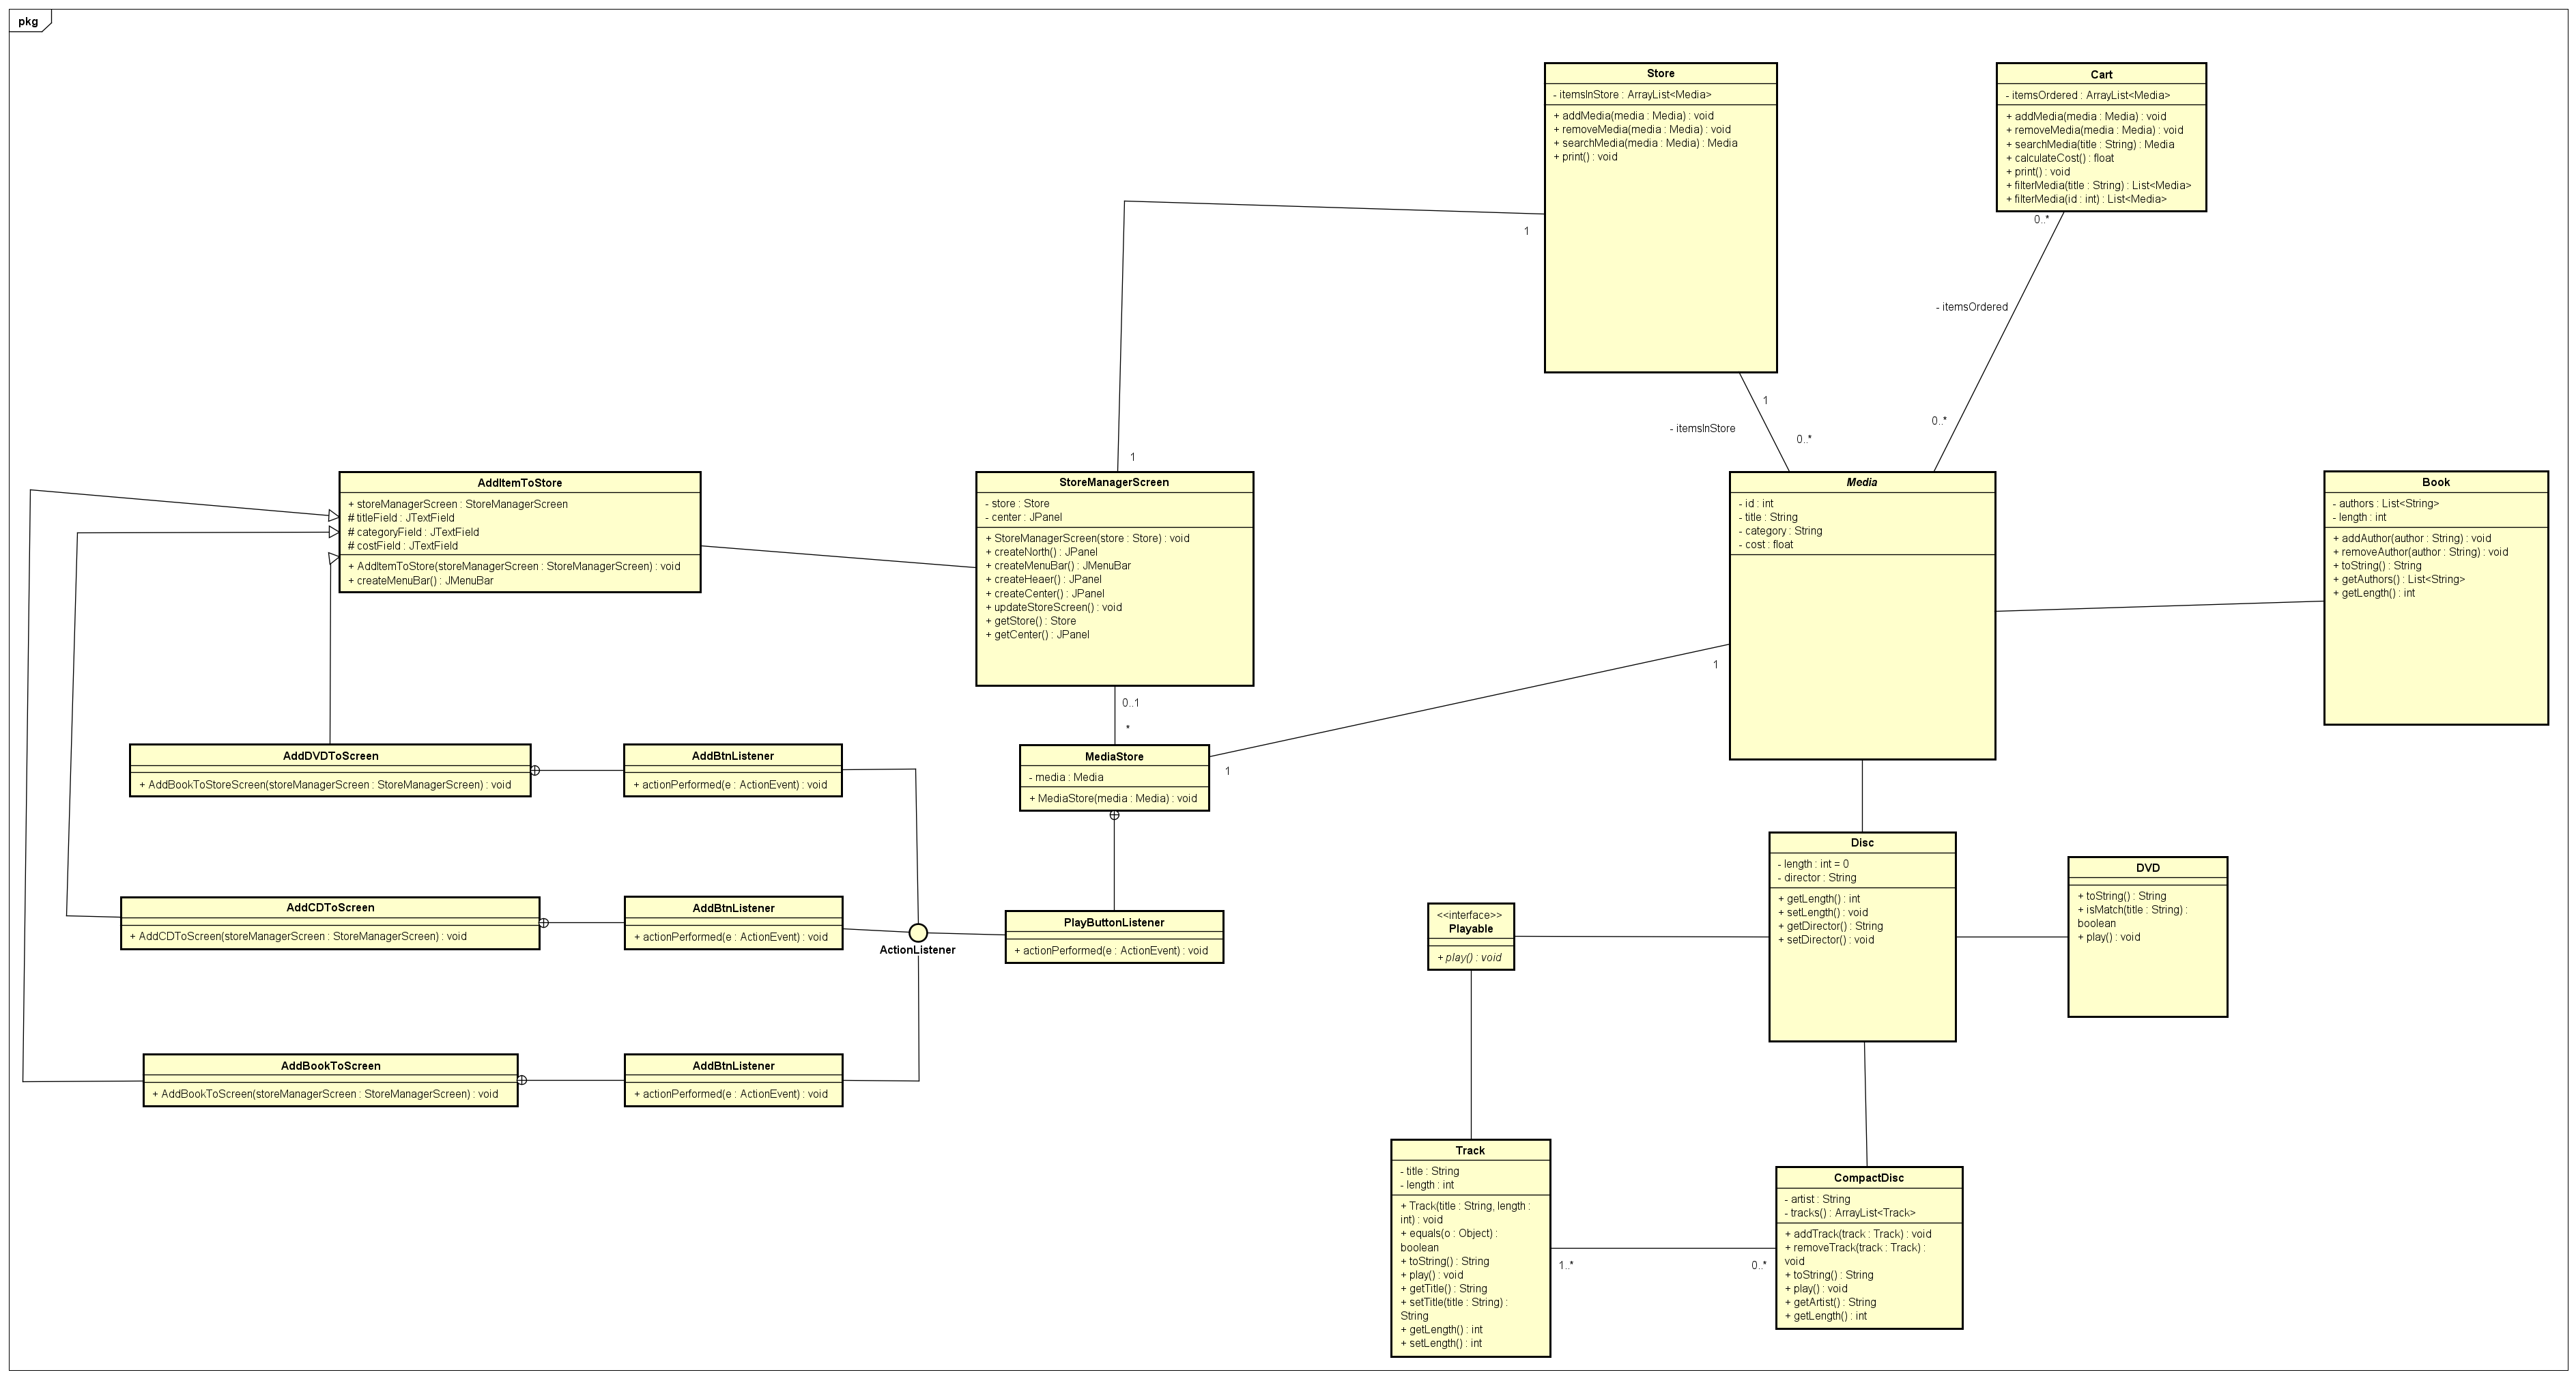 pkg
Store
- itemsInStore : ArrayList<Media>
+ addMedia(media : Media) : void
+ removeMedia(media : Media) : void
+ searchMedia(media : Media) : Media
+ print() : void
Cart
- itemsOrdered : ArrayList<Media>
+ addMedia(media : Media) : void
+ removeMedia(media : Media) : void
+ searchMedia(title : String) : Media
+ calculateCost() : float
+ print() : void
+ filterMedia(title : String) : List<Media>
+ filterMedia(id : int) : List<Media>
0..*
1
- itemsOrdered
1
0..*
- itemsInStore
0..*
1
AddItemToStore
+ storeManagerScreen : StoreManagerScreen
# titleField : JTextField
# categoryField : JTextField
# costField : JTextField
+ AddItemToStore(storeManagerScreen : StoreManagerScreen) : void
+ createMenuBar() : JMenuBar
StoreManagerScreen
- store : Store
- center : JPanel
+ StoreManagerScreen(store : Store) : void
+ createNorth() : JPanel
+ createMenuBar() : JMenuBar
+ createHeaer() : JPanel
+ createCenter() : JPanel
+ updateStoreScreen() : void
+ getStore() : Store
+ getCenter() : JPanel
Media
- id : int
- title : String
- category : String
- cost : float
Book
- authors : List<String>
- length : int
+ addAuthor(author : String) : void
+ removeAuthor(author : String) : void
+ toString() : String
+ getAuthors() : List<String>
+ getLength() : int
1
0..1
*
1
AddDVDToScreen
+ AddBookToStoreScreen(storeManagerScreen : StoreManagerScreen) : void
AddBtnListener
+ actionPerformed(e : ActionEvent) : void
MediaStore
- media : Media
+ MediaStore(media : Media) : void
Disc
- length : int = 0
- director : String
+ getLength() : int
+ setLength() : void
+ getDirector() : String
+ setDirector() : void
DVD
+ toString() : String
+ isMatch(title : String) :
boolean
+ play() : void
AddCDToScreen
+ AddCDToScreen(storeManagerScreen : StoreManagerScreen) : void
AddBtnListener
+ actionPerformed(e : ActionEvent) : void
ActionListener
PlayButtonListener
+ actionPerformed(e : ActionEvent) : void
<<interface>>
Playable
+ play() : void
AddBookToScreen
+ AddBookToScreen(storeManagerScreen : StoreManagerScreen) : void
AddBtnListener
+ actionPerformed(e : ActionEvent) : void
Track
- title : String
- length : int
+ Track(title : String, length :
int) : void
+ equals(o : Object) :
boolean
+ toString() : String
+ play() : void
+ getTitle() : String
+ setTitle(title : String) :
String
+ getLength() : int
+ setLength() : int
1..*
0..*
CompactDisc
- artist : String
- tracks() : ArrayList<Track>
+ addTrack(track : Track) : void
+ removeTrack(track : Track) :
void
+ toString() : String
+ play() : void
+ getArtist() : String
+ getLength() : int